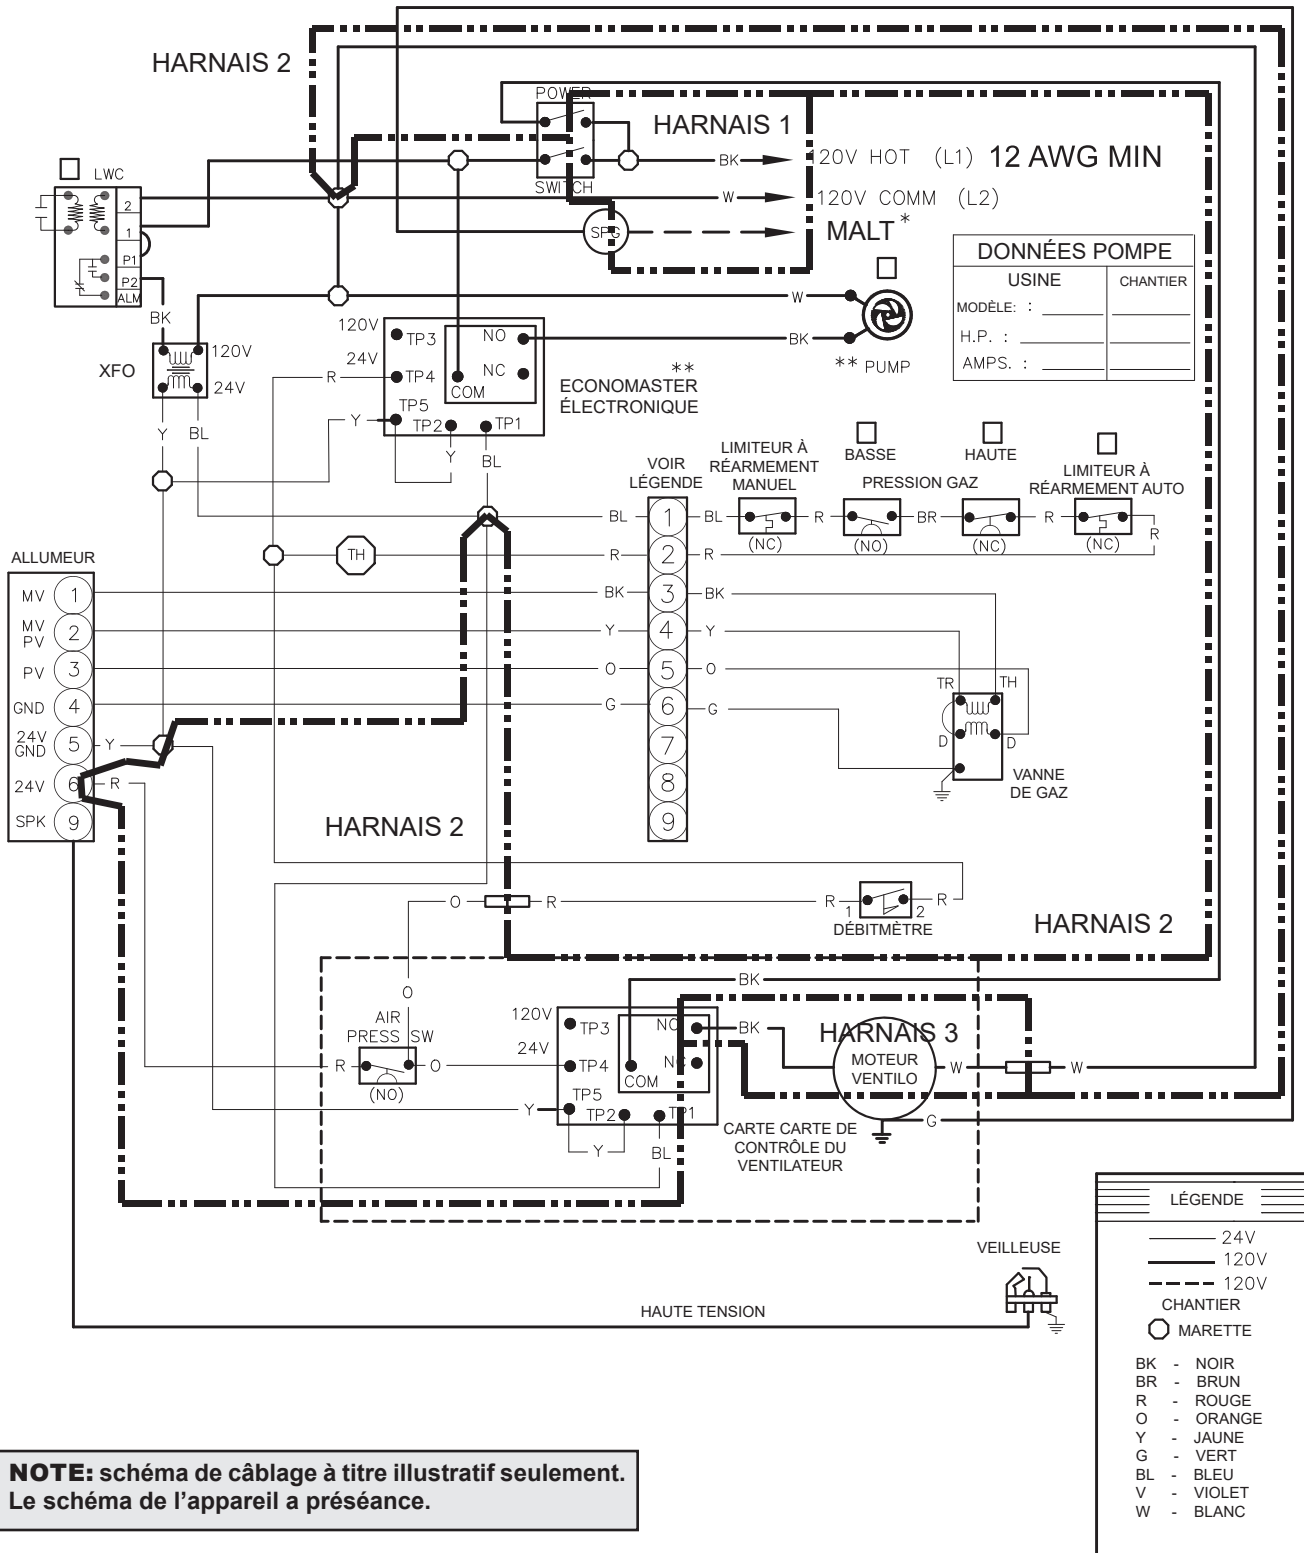 HARNAIS 2
POWER
HARNAIS 1
SWITCH
BK
120V HOT (L1) 12 AWG MIN
W
120V COMM (L2)
SPG
MALT *
LWC
2
1
P1
P2
ALM
BK
XFO
120V
24V
Y
BL
DONNÉES POMPE
USINE
CHANTIER
MODÈLE: :
H.P. :
AMPS. :
W
BK
** PUMP
120V
TP3
24V
TP4
R
TP5
Y
TP2
TP1
NO
NC
COM
Y
BL
**
ECONOMASTER
ÉLECTRONIQUE
VOIR
LÉGENDE
LIMITEUR À
RÉARMEMENT
MANUEL
BASSE
HAUTE
PRESSION GAZ
LIMITEUR À
RÉARMEMENT AUTO
BL
1
BL
R
BR
R
R
(NC)
(NO)
(NC)
(NC)
TH
R
2
R
BK
3
BK
Y
4
Y
O
5
O
G
6
G
7
8
9
ALLUMEUR
MV
1
MV
PV
2
PV
3
GND
4
24V
GND
5
Y
24V
6
R
SPK
9
TR
TH
D
D
VANNE
DE GAZ
HARNAIS 2
O
R
R
1
2
R
DÉBITMÈTRE
HARNAIS 2
BK
O
AIR
PRESS SW
R
O
(NO)
120V
TP3
24V
TP4
TP5
Y
TP2
TP1
Y
BL
NO
NC
COM
BK
HARNAIS 3
MOTEUR
VENTILO
W
W
G
CARTE CARTE DE
CONTRÔLE DU
VENTILATEUR
VEILLEUSE
HAUTE TENSION
LÉGENDE
24V
120V
120V
CHANTIER
MARETTE
BK - NOIR
BR - BRUN
R - ROUGE
O - ORANGE
Y - JAUNE
G - VERT
BL - BLEU
V - VIOLET
W - BLANC
NOTE: schéma de câblage à titre illustratif seulement.
Le schéma de l’appareil a préséance.